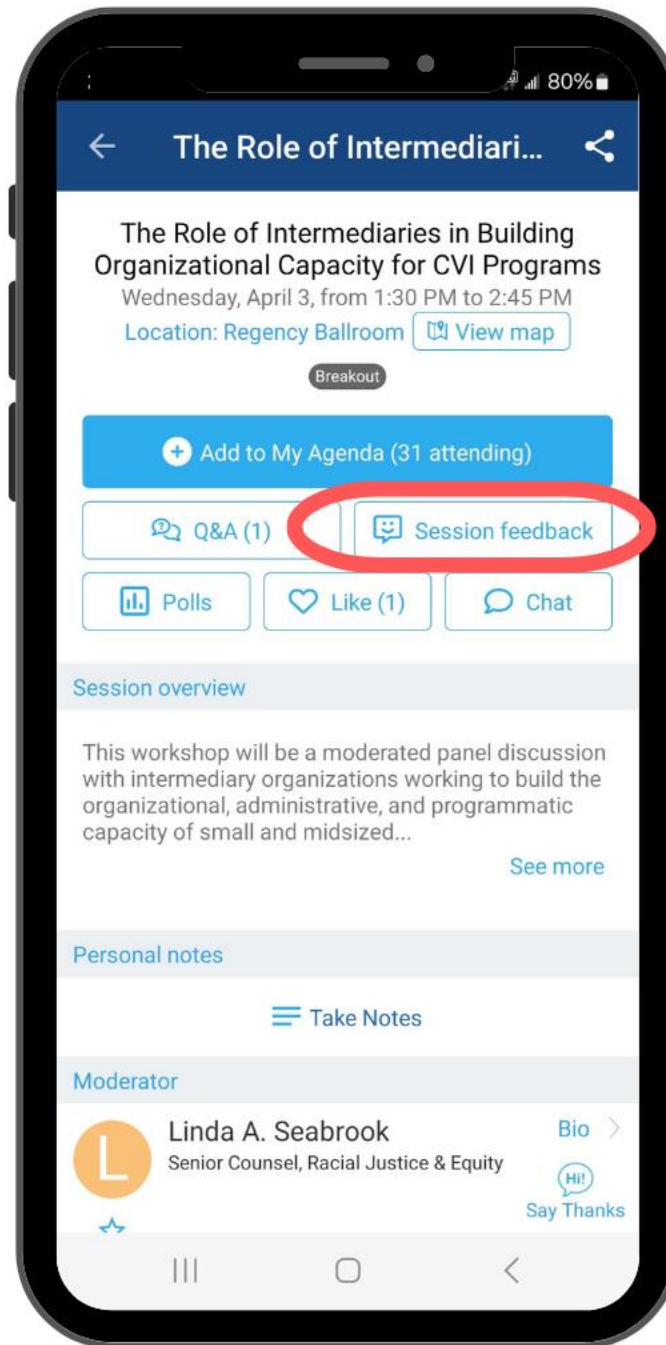 80%
The Role of Intermediari...
The Role of Intermediaries in Building
Organizational Capacity for CVI Programs
Wednesday, April 3, from 1:30 PM to 2:45 PM
Location: Regency Ballroom View map
Breakout
Add to My Agenda (31 attending)
Q&A (1) Session feedback
Polls Like (1) Chat
Session overview
This workshop will be a moderated panel discussion
with intermediary organizations working to build the
organizational, administrative, and programmatic
capacity of small and midsized...
See more
Personal notes
Take Notes
Moderator
L Linda A. Seabrook Bio
Senior Counsel, Racial Justice & Equity
Hi!
Say Thanks